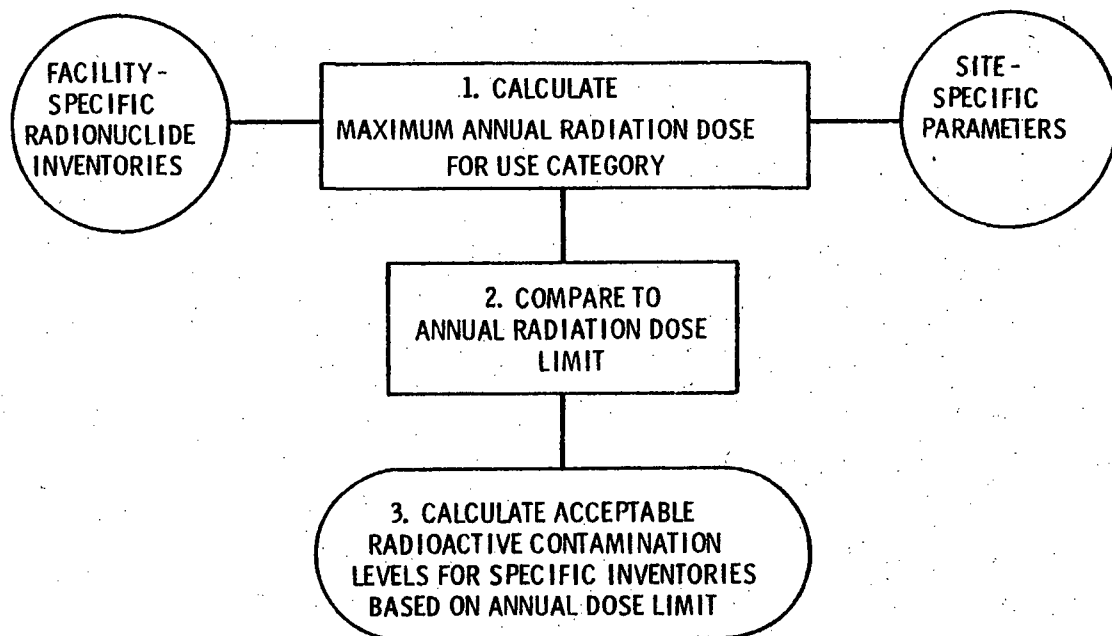 FACILITY-
SPECIFIC
RADIONUCLIDE
INVENTORIES
1. CALCULATE
MAXIMUM ANNUAL RADIATION DOSE
FOR USE CATEGORY
SITE-
SPECIFIC
PARAMETERS
2. COMPARE TO
ANNUAL RADIATION DOSE
LIMIT
3. CALCULATE ACCEPTABLE
RADIOACTIVE CONTAMINATION
LEVELS FOR SPECIFIC INVENTORIES
BASED ON ANNUAL DOSE LIMIT